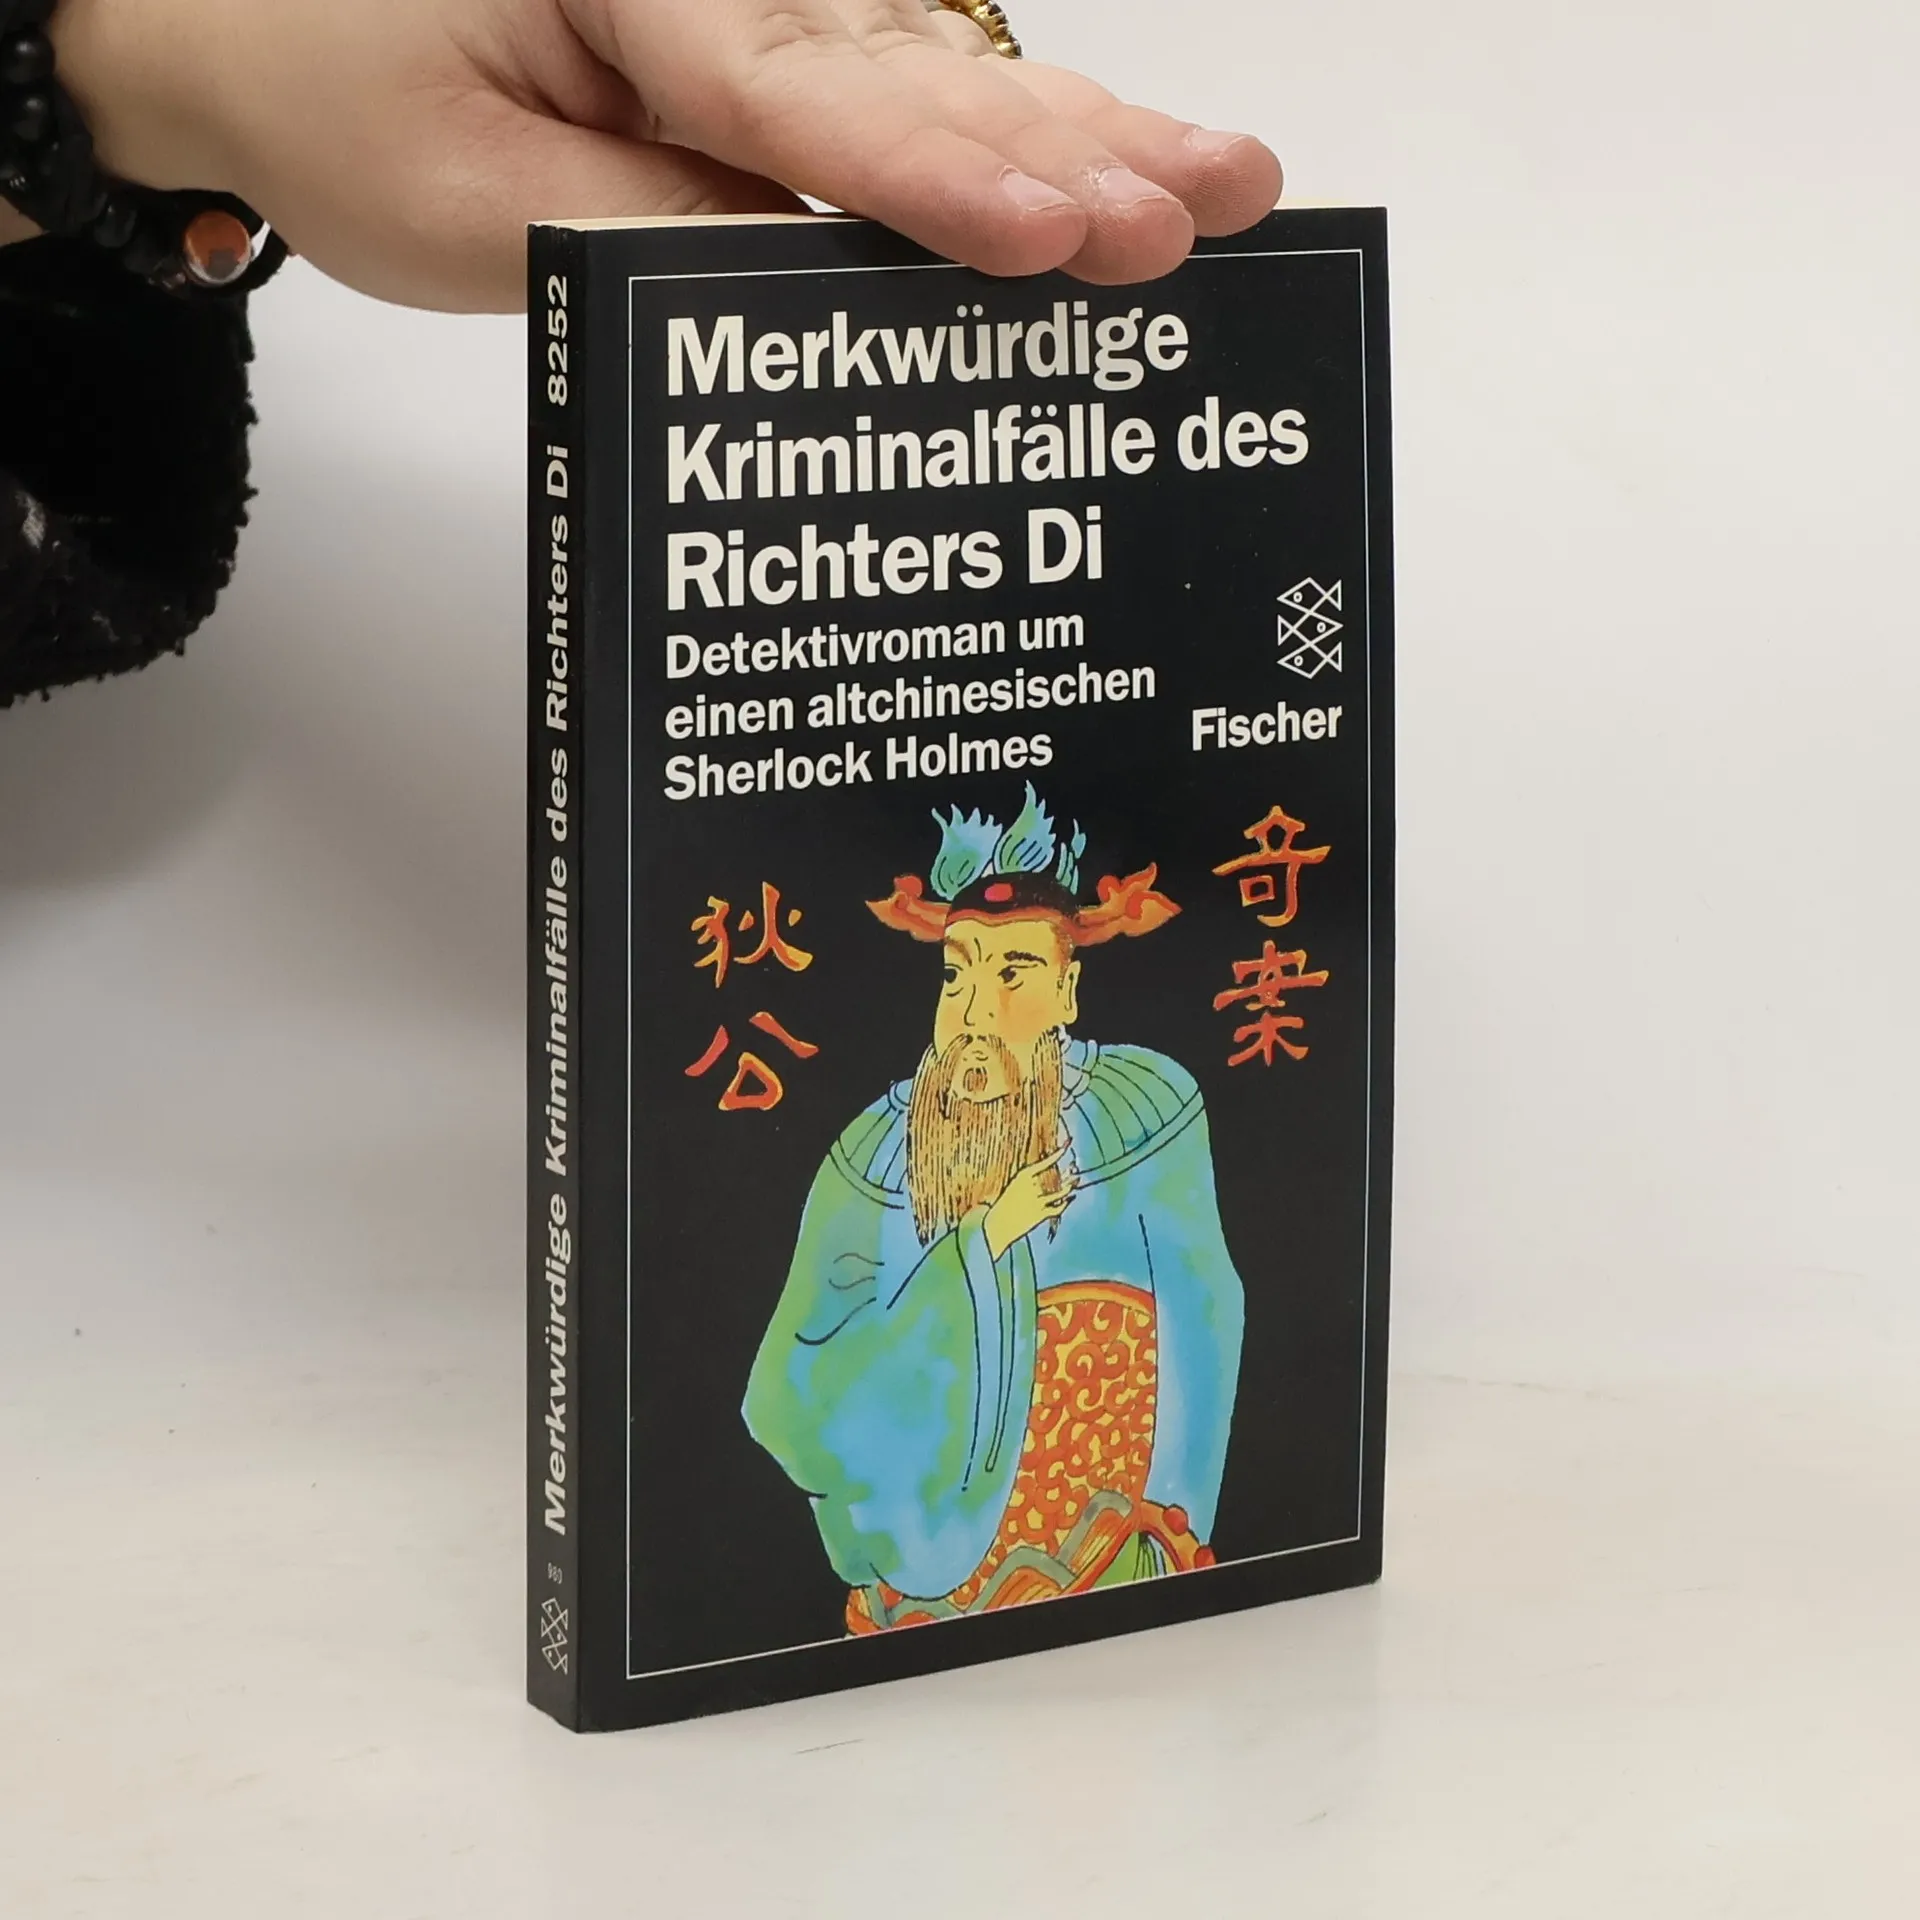 Merkwürdige
Kriminalfälle des
Richters Di
Detektivroman um
einen altchinesischen
Sherlock Holmes
Fischer
狄公
奇案
Merkwürdige Kriminalfälle des Richters Di 8252
980